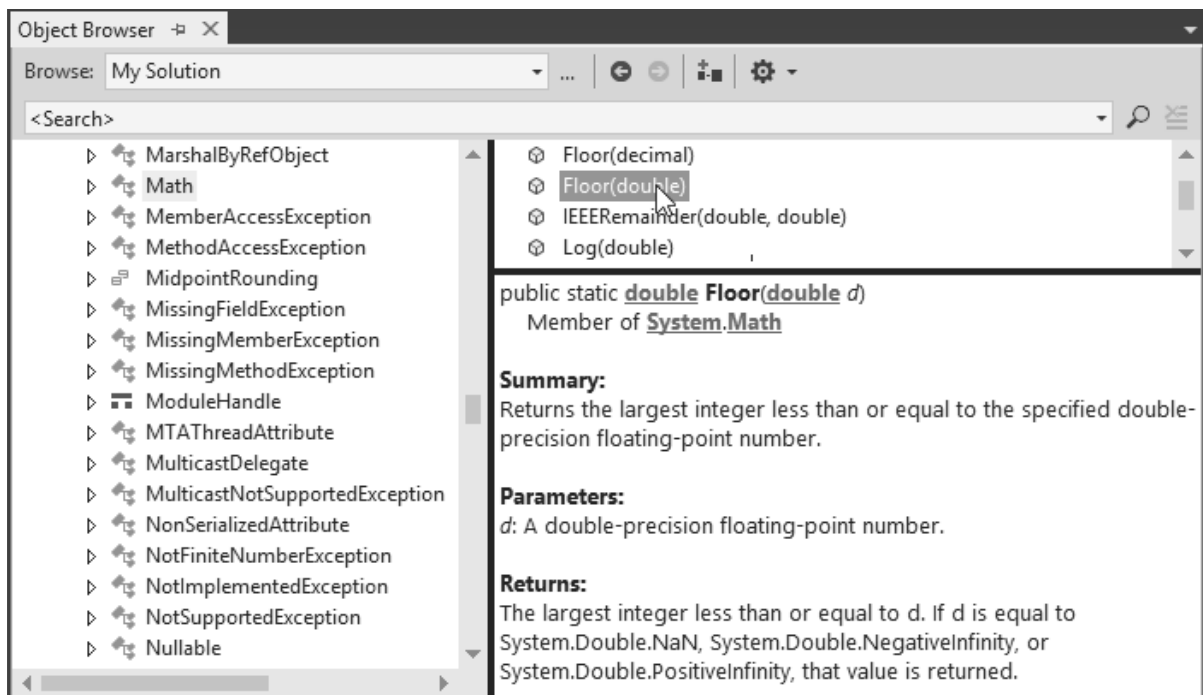 Object Browser
Browse: My Solution ...
<Search>
MarshalByRefObject
Math
MemberAccessException
MethodAccessException
MidpointRounding
MissingFieldException
MissingMemberException
MissingMethodException
ModuleHandle
MTAThreadAttribute
MulticastDelegate
MulticastNotSupportedException
NonSerializedAttribute
NotFiniteNumberException
NotImplementedException
NotSupportedException
Nullable
Floor(decimal)
Floor(double)
IEEERemainder(double, double)
Log(double)
public static double Floor(double d)
Member of System.Math
Summary:
Returns the largest integer less than or equal to the specified double-
precision floating-point number.
Parameters:
d: A double-precision floating-point number.
Returns:
The largest integer less than or equal to d. If d is equal to
System.Double.NaN, System.Double.NegativeInfinity, or
System.Double.PositiveInfinity, that value is returned.